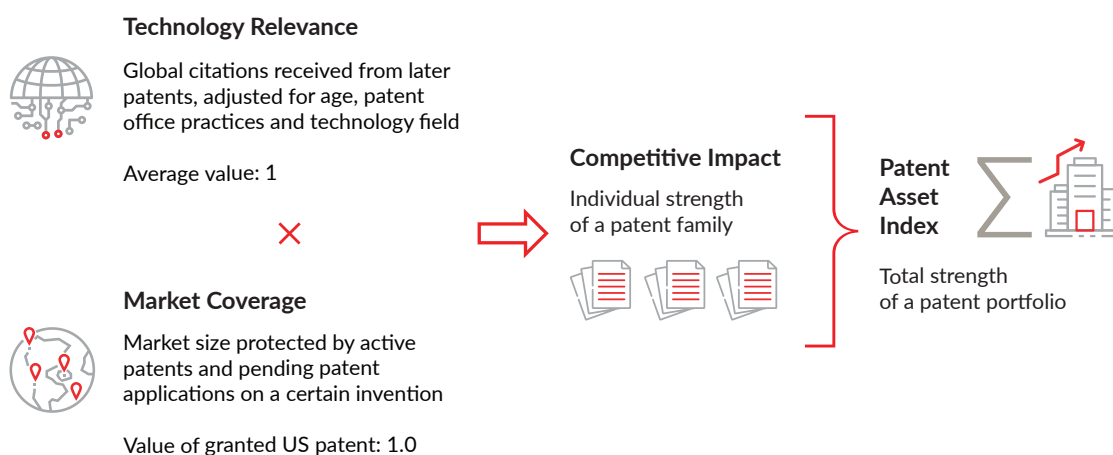 Technology Relevance
Global citations received from later
patents, adjusted for age, patent
office practices and technology field
Average value: 1
×
Market Coverage
Market size protected by active
patents and pending patent
applications on a certain invention
Value of granted US patent: 1.0
Competitive Impact
Individual strength
of a patent family
Patent
Asset
Index
Σ
Total strength
of a patent portfolio